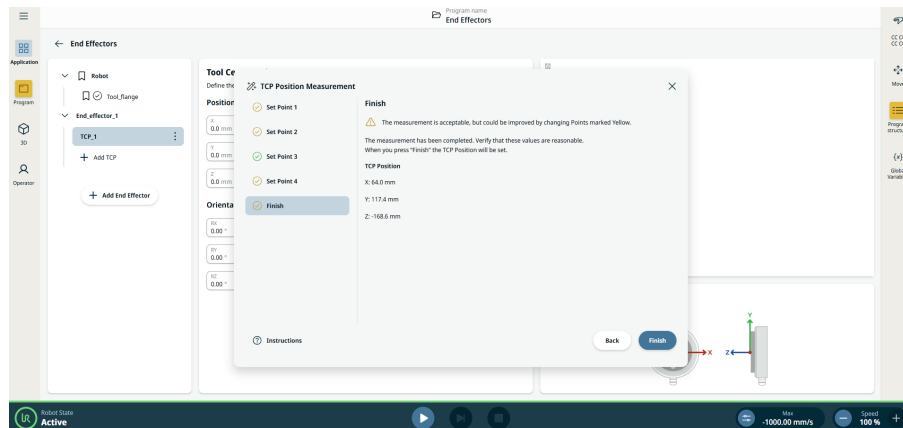 Program name
End Effectors
End Effectors
Application
Program
3D
Operator
Robot
Tool_flange
End_effector_1
TCP_1
Add TCP
Add End Effector
Tool Ce
Define the
Position
X
0.0 mm
Y
0.0 mm
Z
0.0 mm
Orienta
RX
0.00 °
RY
0.00 °
RZ
0.00 °
TCP Position Measurement
Set Point 1
Set Point 2
Set Point 3
Set Point 4
Finish
Finish
The measurement is acceptable, but could be improved by changing Points marked Yellow.
The measurement has been completed. Verify that these values are reasonable.
When you press "Finish" the TCP Position will be set.
TCP Position
X: 64.0 mm
Y: 117.4 mm
Z: -168.6 mm
Instructions
Back
Finish
Y
X
Z
CC C
CC C
Move
Progra
structu
{x}
Globa
Variabl
Robot State
Active
Max
-1000.00 mm/s
Speed
100 %